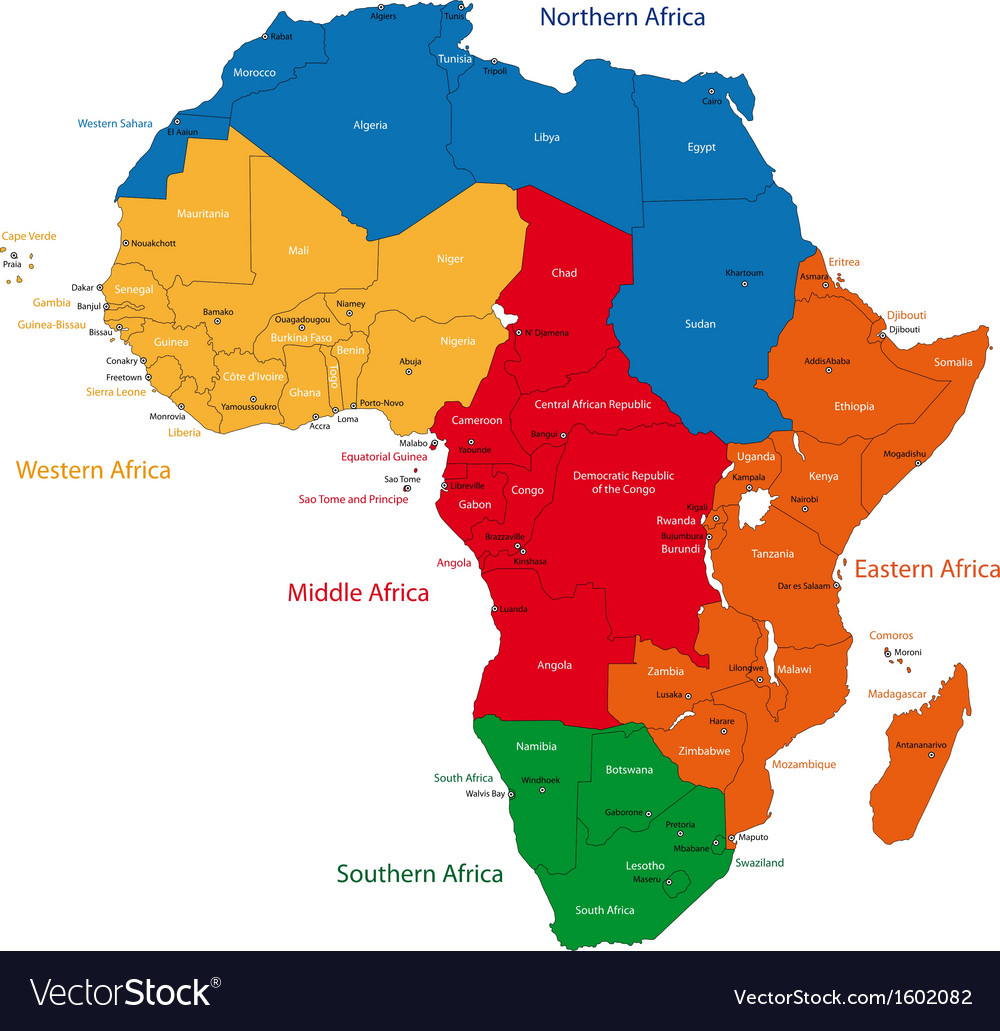 Northern Africa
Algiers
Tunis
Rabat
Tunisia
Tripoli
Morocco
Cairo
Western Sahara
El Aaiun
Algeria
Libya
Egypt
Mauritania
Cape Verde
Praia
Nouakchott
Mali
Niger
Chad
Khartoum
Eritrea
Asmara
Dakar
Senegal
Gambia
Banjul
Bamako
Niamey
Ouagadougou
Guinea-Bissau
Bissau
Burkina Faso
Guinea
Benin
Nigeria
N' Djamena
Sudan
Djibouti
Djibouti
Conakry
Freetown
Côte d'Ivoire
Togo
Abuja
AddisAbaba
Somalia
Sierra Leone
Ghana
Yamoussoukro
Porto-Novo
Monrovia
Accra
Loma
Liberia
Central African Republic
Ethiopia
Cameroon
Bangui
Malabo
Yaounde
Equatorial Guinea
Mogadishu
Uganda
Western Africa
Sao Tome
Sao Tome and Principe
Libreville
Gabon
Congo
Democratic Republic
of the Congo
Kampala
Kenya
Nairobi
Kigali
Rwanda
Bujumbura
Burundi
Brazzaville
Kinshasa
Angola
Tanzania
Eastern Africa
Dar es Salaam
Middle Africa
Luanda
Comoros
Moroni
Angola
Zambia
Lilongwe
Malawi
Lusaka
Madagascar
Harare
Antananarivo
Namibia
Zimbabwe
Mozambique
Botswana
South Africa
Windhoek
Walvis Bay
Gaborone
Pretoria
Maputo
Mbabane
Swaziland
Southern Africa
Lesotho
Maseru
South Africa
VectorStock®
VectorStock.com/1602082